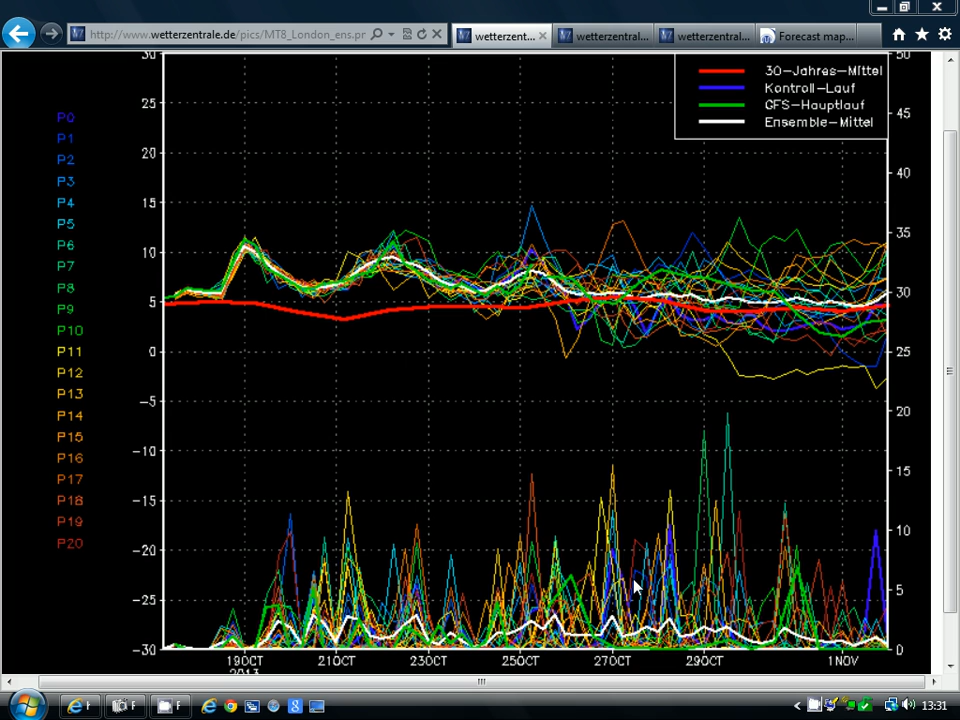 http://www.wetterzentrale.de/pics/MT8_London_ens.pr
wetterzent...
wetterzentral...
wetterzentral...
Forecast map...
30-Jahres-Mittel
Kontroll-Lauf
GFS-Hauptlauf
Ensemble-Mittel
P0
P1
P2
P3
P4
P5
P6
P7
P8
P9
P10
P11
P12
P13
P14
P15
P16
P17
P18
P19
P20
30
25
20
15
10
5
0
-5
-10
-15
-20
-25
-30
50
45
40
35
30
25
20
15
10
5
0
19OCT
2013
21OCT
23OCT
25OCT
27OCT
29OCT
1NOV
13:31